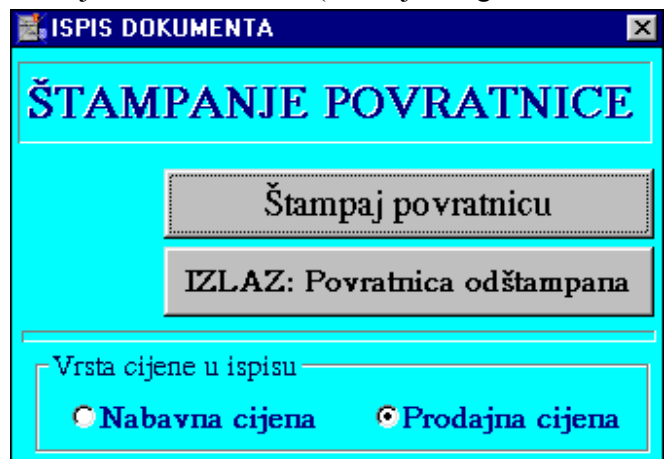 ISPIS DOKUMENTA
ŠTAMPANJE POVRATNICE
Štampaj povratnicu
IZLAZ: Povratnica odštampana
Vrsta cijene u ispisu
Nabavna cijena
Prodajna cijena